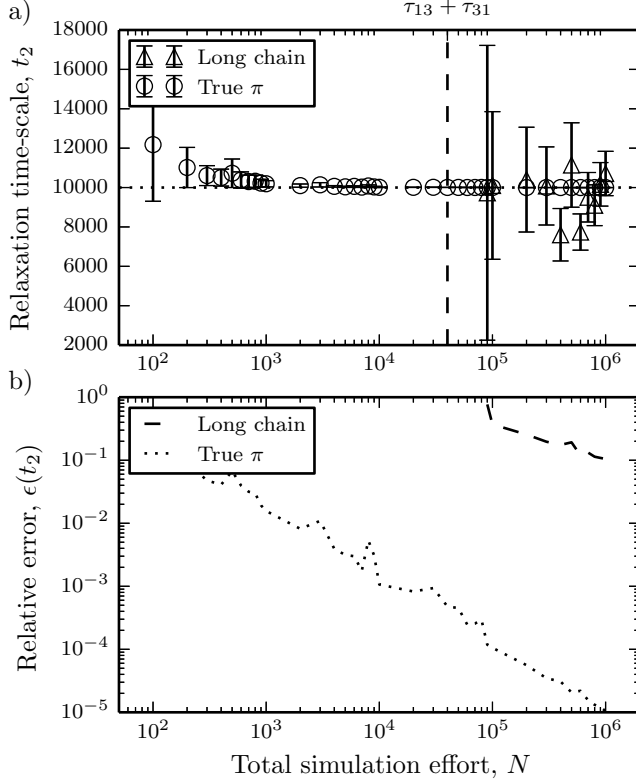 a)
τ13 + τ31
Relaxation time-scale, t2
18000
16000
14000
12000
10000
8000
6000
4000
2000
Long chain
True π
10^2
10^3
10^4
10^5
10^6
b)
Relative error, ϵ(t2)
10^0
10^-1
10^-2
10^-3
10^-4
10^-5
Long chain
True π
10^2
10^3
10^4
10^5
10^6
Total simulation effort, N